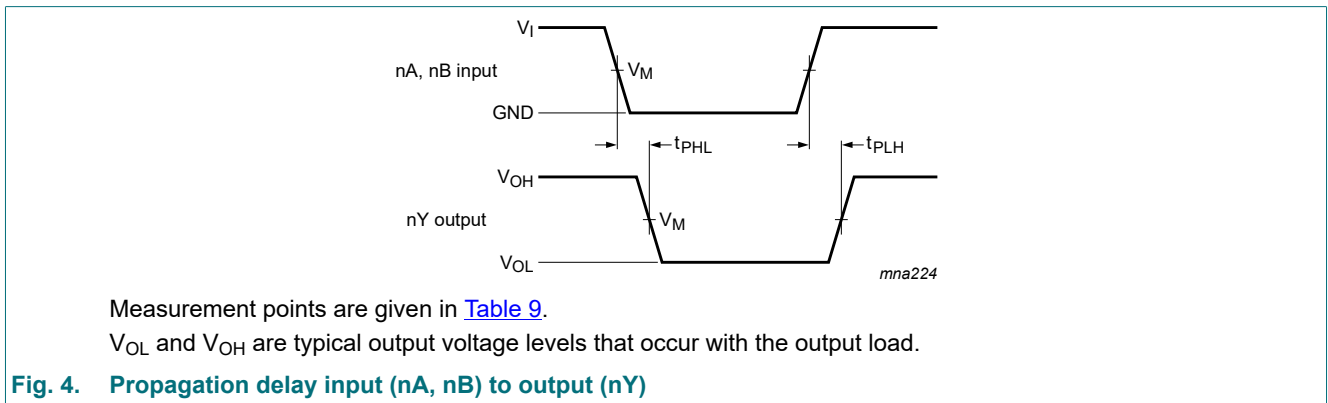 VI
nA, nB input
VM
GND
tPHL
tPLH
VOH
nY output
VM
VOL
mna224
Measurement points are given in Table 9.
VOL and VOH are typical output voltage levels that occur with the output load.
Fig. 4. Propagation delay input (nA, nB) to output (nY)